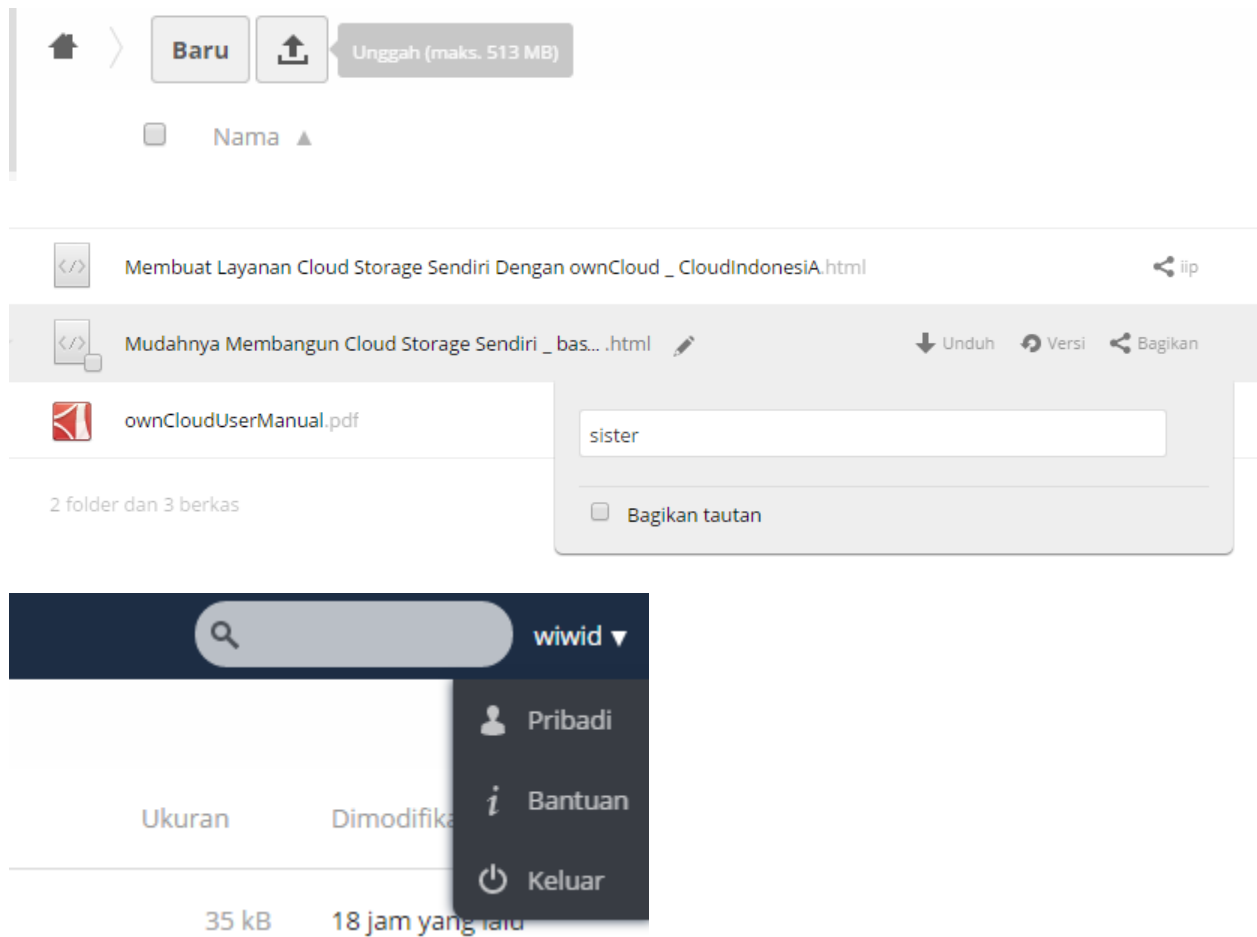 Baru Unggah (maks. 513 MB)
Nama ▲
Membuat Layanan Cloud Storage Sendiri Dengan ownCloud _ CloudIndonesiA.html iip
Mudahnya Membangun Cloud Storage Sendiri _ bas... .html Unduh Versi Bagikan
ownCloudUserManual.pdf
sister
2 folder dan 3 berkas
Bagikan tautan
wiwid ▼
Pribadi
Bantuan
Ukuran Dimodifika
Keluar
35 kB 18 jam yang lalu